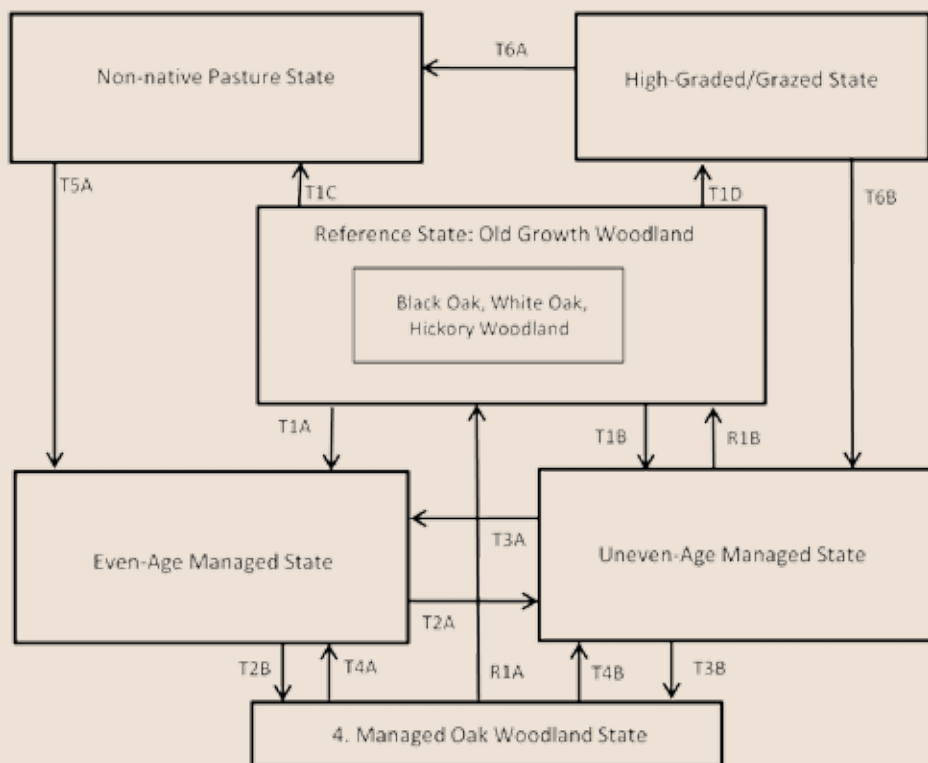 T6A
Non-native Pasture State
High-Graded/Grazed State
T5A
T1C
T1D
T6B
Reference State: Old Growth Woodland
Black Oak, White Oak,
Hickory Woodland
T1A
T1B
R1B
T3A
Even-Age Managed State
Uneven-Age Managed State
T2A
T2B
T4A
R1A
T4B
T3B
4. Managed Oak Woodland State